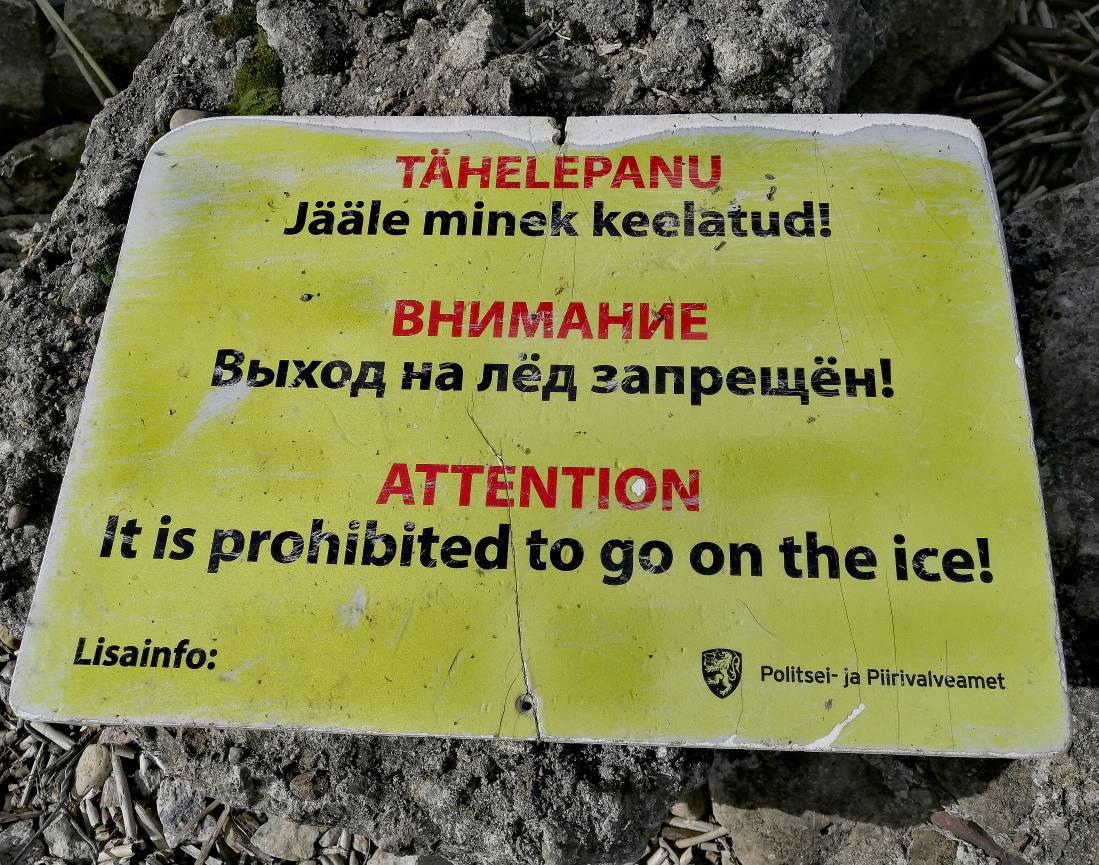 TÄHELEPANU
Jääle minek keelatud!
ВНИМАНИЕ
Выход на лёд запрещён!
ATTENTION
It is prohibited to go on the ice!
Lisainfo:
Politsei- ja Piirivalveamet